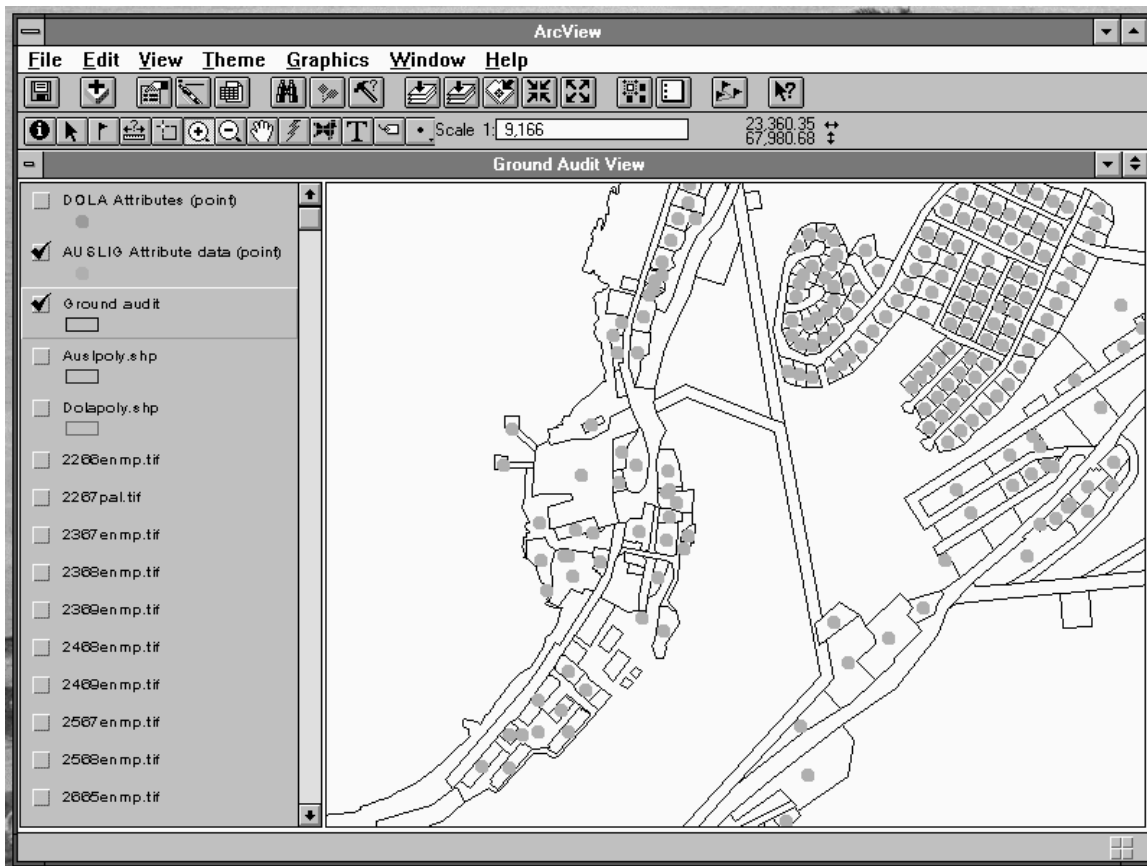 ArcView
File Edit View Theme Graphics Window Help
Scale 1: 9,166
23,360.35
67,980.68
Ground Audit View
DOLA Attributes (point)
AUSLIG Attribute data (point)
Ground audit
Auslpoly.shp
Dolapoly.shp
2266enmp.tif
2267pal.tif
2367enmp.tif
2368enmp.tif
2369enmp.tif
2468enmp.tif
2469enmp.tif
2567enmp.tif
2568enmp.tif
2665enmp.tif